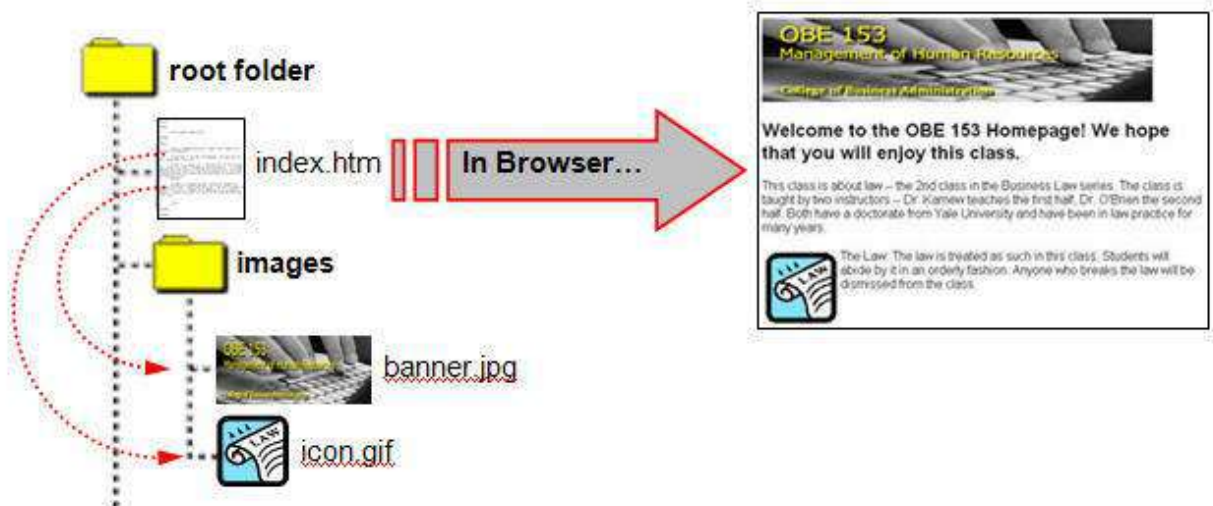 root folder
index.htm
In Browser...
images
banner.jpg
icon.gif
OBE 153
Management of Human Resources
College of Business Administration
Welcome to the OBE 153 Homepage! We hope
that you will enjoy this class.
This class is about law – the 2nd class in the Business Law series. The class is
taught by two instructors – Dr. Karnew teaches the first half, Dr. O'Brien the second
half. Both have a doctorate from Yale University and have been in law practice for
many years.
The Law. The law is treated as such in this class. Students will
abide by it in an orderly fashion. Anyone who breaks the law will be
dismissed from the class.
LAW
OBE 153
LAW